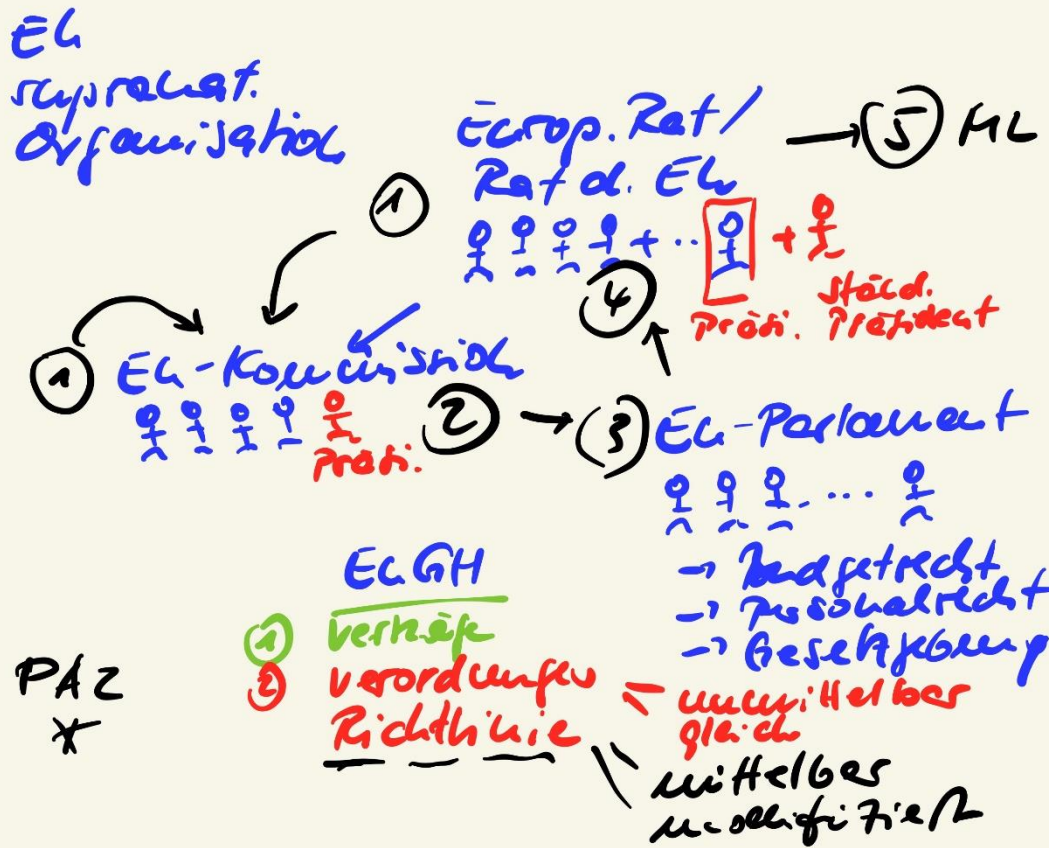 EU
supranat.
Organisation
Europ. Rat /
Rat d. EU
→ 5 ML
1
+ ... +
Präsi.
ständ.
Präsident
4
1
EU-Kommission
Präsi.
2 → 3
EU-Parlament
....
→ Budgetrecht
→ Personalrecht
→ Gesetzgebung
EuGH
1 Verträge
2 Verordnungen
Richtlinie
unmittelbar
gleich
mittelbar
modifiziert
PAZ
*